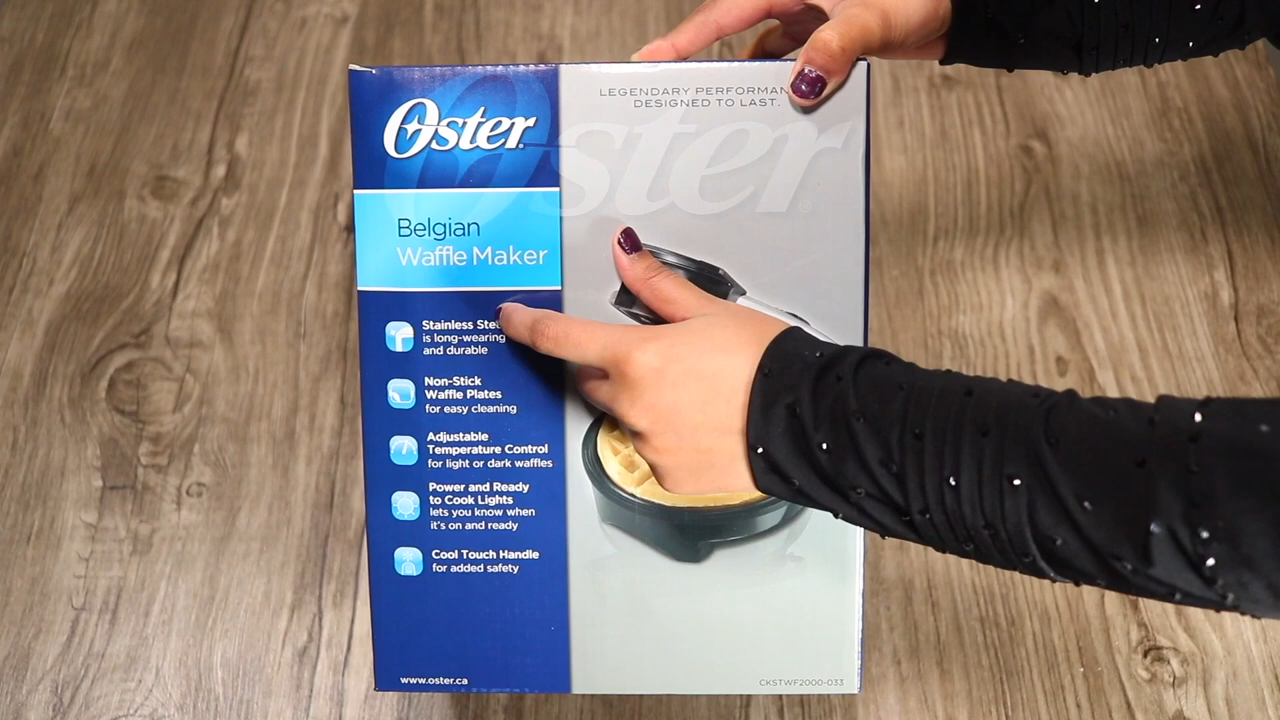 Oster
Belgian
Waffle Maker
Stainless
is long-wearing
and durable
Non-Stick
Waffle Plates
for easy cleaning
Adjustable
Temperature Control
for light or dark waffles
Power and Ready
to Cook Lights
lets you know when
it's on and ready
Cool Touch Handle
for added safety
www.oster.ca
LEGENDARY
DESIGNED TO LAST.
Oster®
CKSTWF2000-033